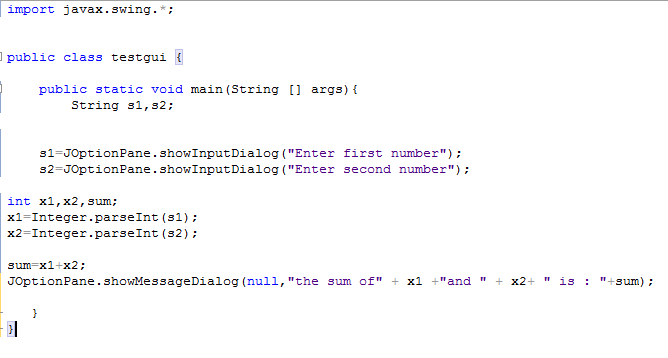 import javax.swing.*;
public class testgui {
public static void main(String [] args){
String s1,s2;
s1=JOptionPane.showInputDialog("Enter first number");
s2=JOptionPane.showInputDialog("Enter second number");
int x1,x2,sum;
x1=Integer.parseInt(s1);
x2=Integer.parseInt(s2);
sum=x1+x2;
JOptionPane.showMessageDialog(null,"the sum of" + x1 +"and " + x2+ " is : "+sum);
}
}